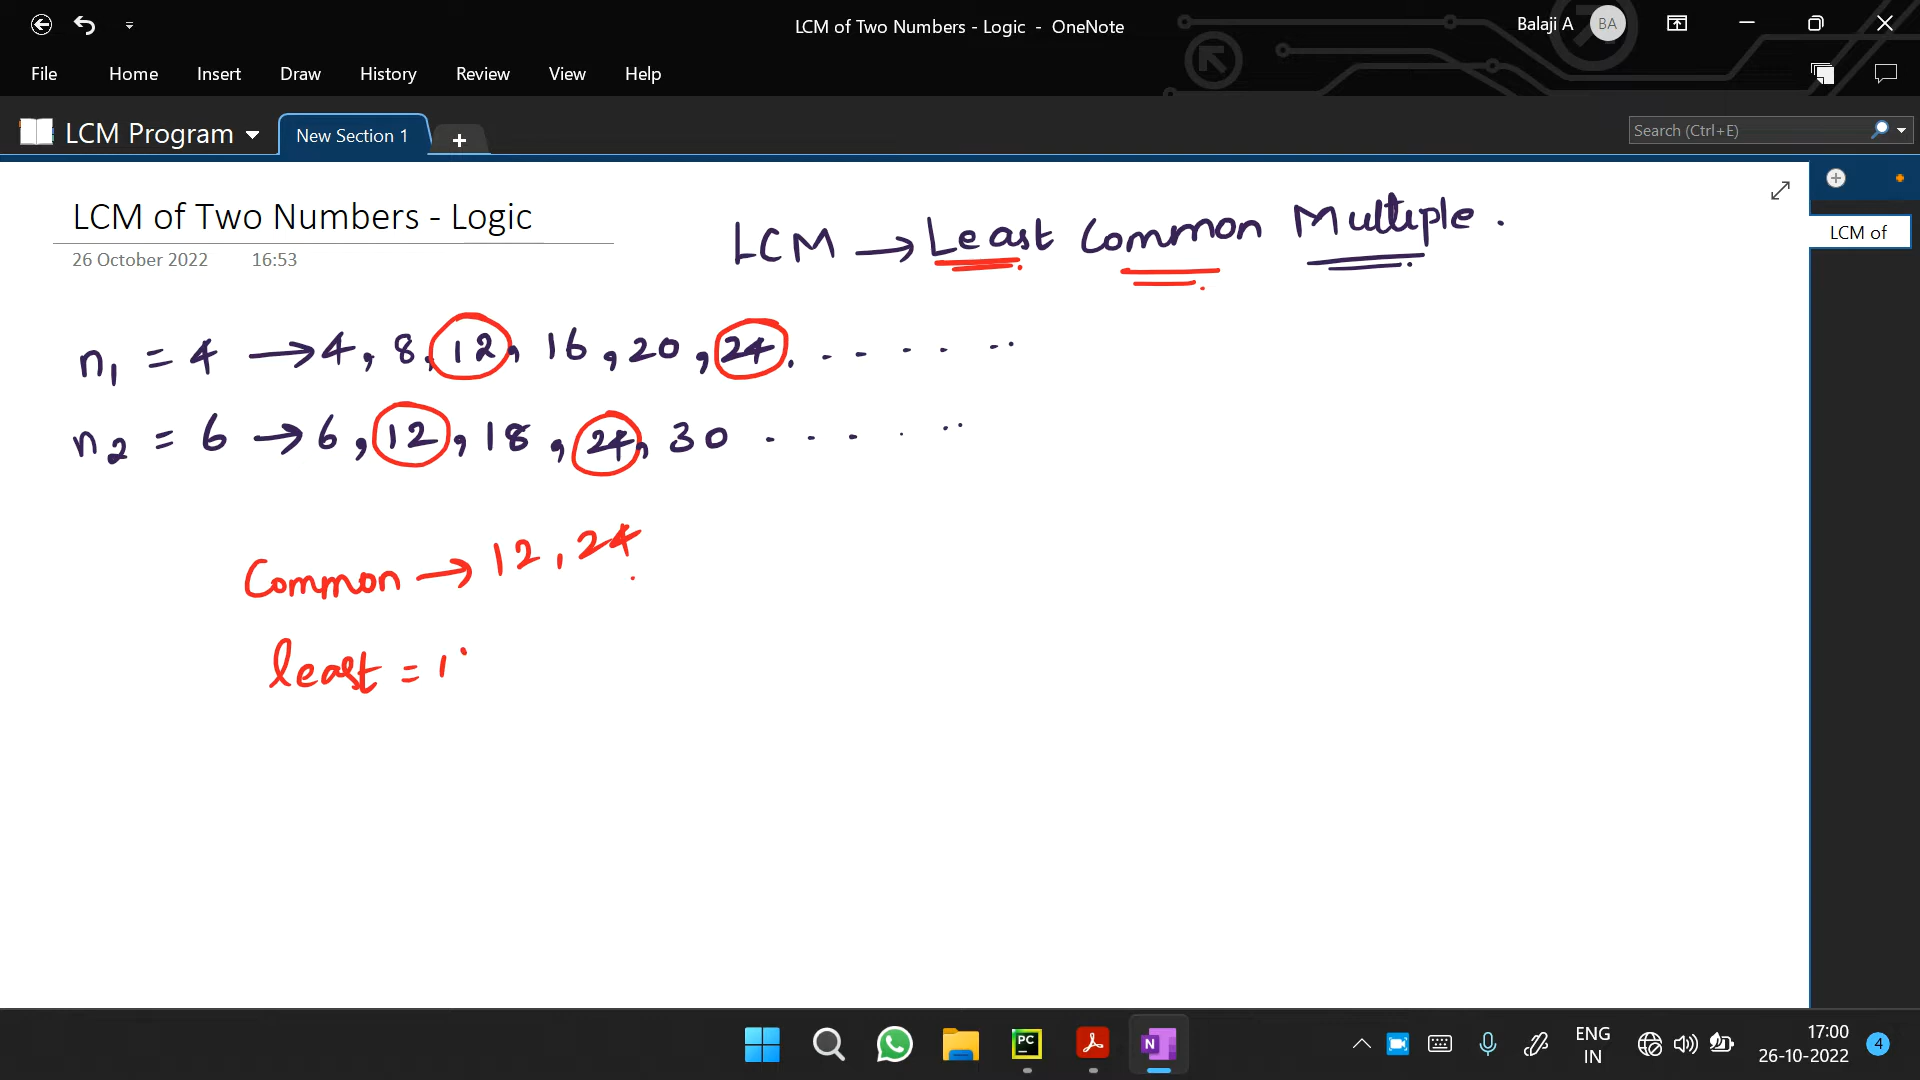 LCM of Two Numbers - Logic - OneNote
Balaji A
BA
File Home Insert Draw History Review View Help
LCM Program
New Section 1
+
Search (Ctrl+E)
LCM of Two Numbers - Logic
26 October 2022 16:53
LCM → Least Common Multiple.
LCM of
n1 = 4 → 4, 8, 12, 16, 20, 24. . . . . . .
n2 = 6 → 6, 12, 18, 24, 30 . . . . . .
Common → 12, 24
least = 1
PC
N
ENG
IN
17:00
26-10-2022
4